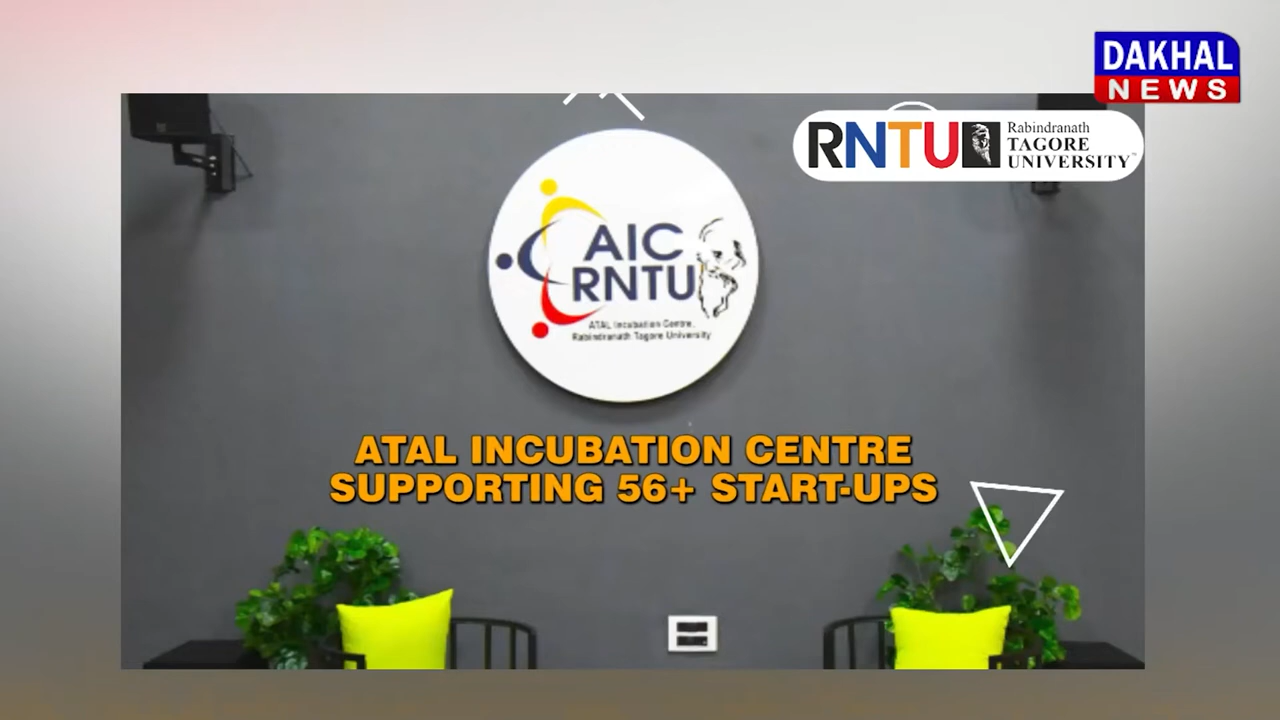 DAKHAL
NEWS
RNTU
Rabindranath
TAGORE
UNIVERSITY™
AIC
RNTU
ATAL Incubation Centre,
Rabindranath Tagore University
ATAL INCUBATION CENTRE
SUPPORTING 56+ START-UPS